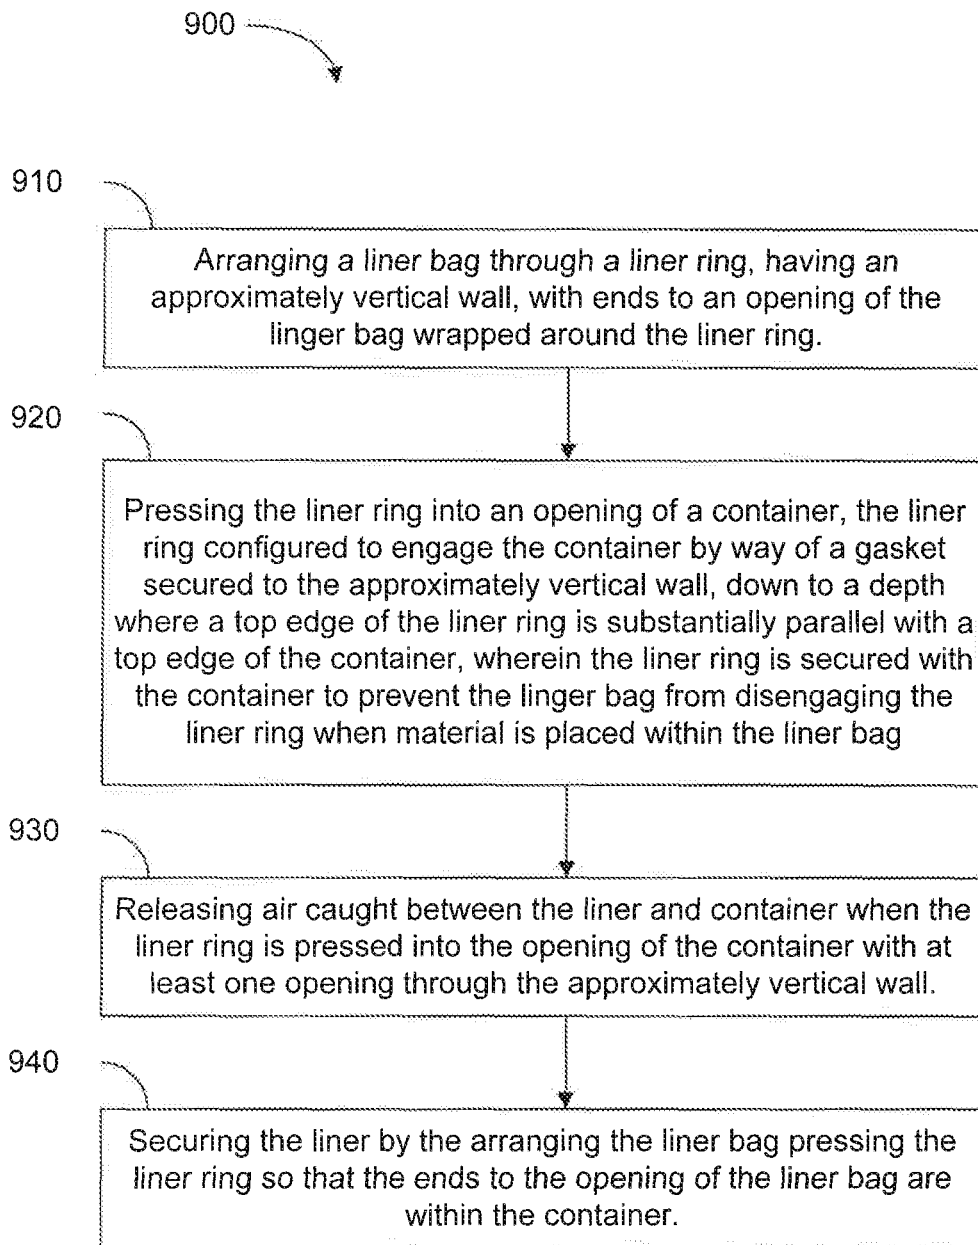 900
910
Arranging a liner bag through a liner ring, having an
approximately vertical wall, with ends to an opening of the
linger bag wrapped around the liner ring.
920
Pressing the liner ring into an opening of a container, the liner
ring configured to engage the container by way of a gasket
secured to the approximately vertical wall, down to a depth
where a top edge of the liner ring is substantially parallel with a
top edge of the container, wherein the liner ring is secured with
the container to prevent the linger bag from disengaging the
liner ring when material is placed within the liner bag
930
Releasing air caught between the liner and container when the
liner ring is pressed into the opening of the container with at
least one opening through the approximately vertical wall.
940
Securing the liner by the arranging the liner bag pressing the
liner ring so that the ends to the opening of the liner bag are
within the container.